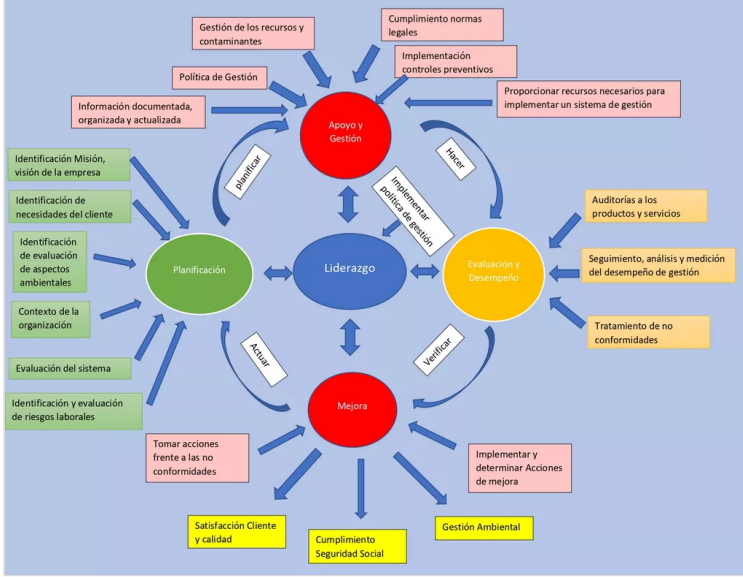 Cumplimiento normas
legales
Gestión de los recursos y
contaminantes
Implementación
controles preventivos
Política de Gestión
Proporcionar recursos necesarios para
implementar un sistema de gestión
Información documentada,
organizada y actualizada
Apoyo y
Gestión
planificar
Hacer
Identificación Misión,
visión de la empresa
Identificación de
necesidades del cliente
Identificación
de evaluación
de aspectos
ambientales
Contexto de la
organización
Evaluación del sistema
Identificación y evaluación
de riesgos laborales
Planificación
Liderazgo
Implementar
política de gestión
Evaluación y
Desempeño
Auditorías a los
productos y servicios
Seguimiento, análisis y medición
del desempeño de gestión
Tratamiento de no
conformidades
Actuar
Verificar
Mejora
Tomar acciones
frente a las no
conformidades
Implementar y
determinar Acciones
de mejora
Satisfacción Cliente
y calidad
Cumplimiento
Seguridad Social
Gestión Ambiental